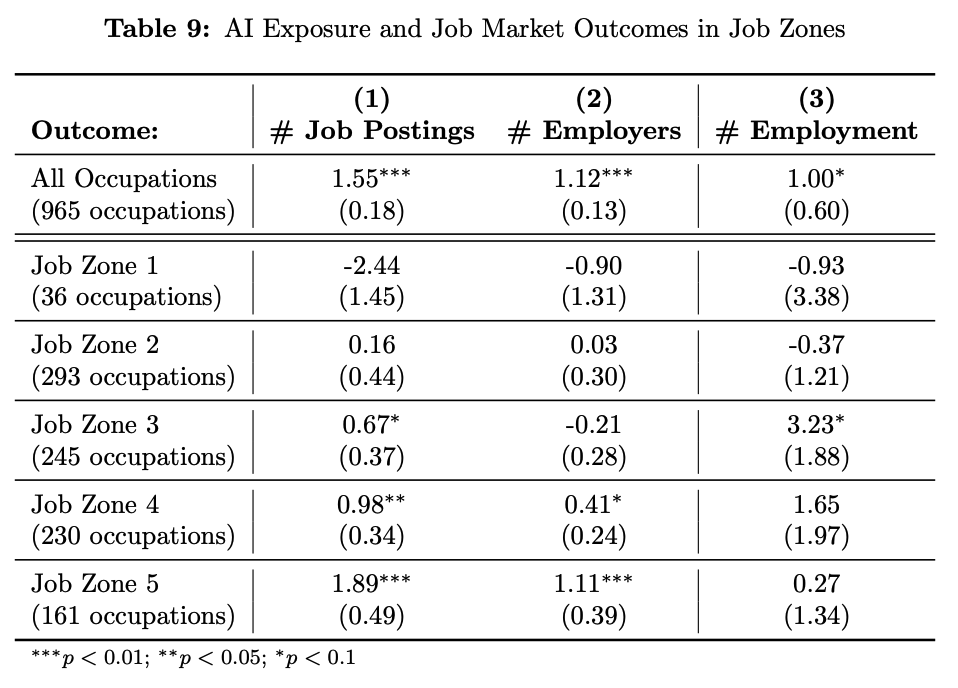 Table 9: AI Exposure and Job Market Outcomes in Job Zones
(1) (2) (3)
Outcome: # Job Postings # Employers # Employment
All Occupations 1.55*** 1.12*** 1.00*
(965 occupations) (0.18) (0.13) (0.60)
Job Zone 1 -2.44 -0.90 -0.93
(36 occupations) (1.45) (1.31) (3.38)
Job Zone 2 0.16 0.03 -0.37
(293 occupations) (0.44) (0.30) (1.21)
Job Zone 3 0.67* -0.21 3.23*
(245 occupations) (0.37) (0.28) (1.88)
Job Zone 4 0.98** 0.41* 1.65
(230 occupations) (0.34) (0.24) (1.97)
Job Zone 5 1.89*** 1.11*** 0.27
(161 occupations) (0.49) (0.39) (1.34)
***p < 0.01; **p < 0.05; *p < 0.1